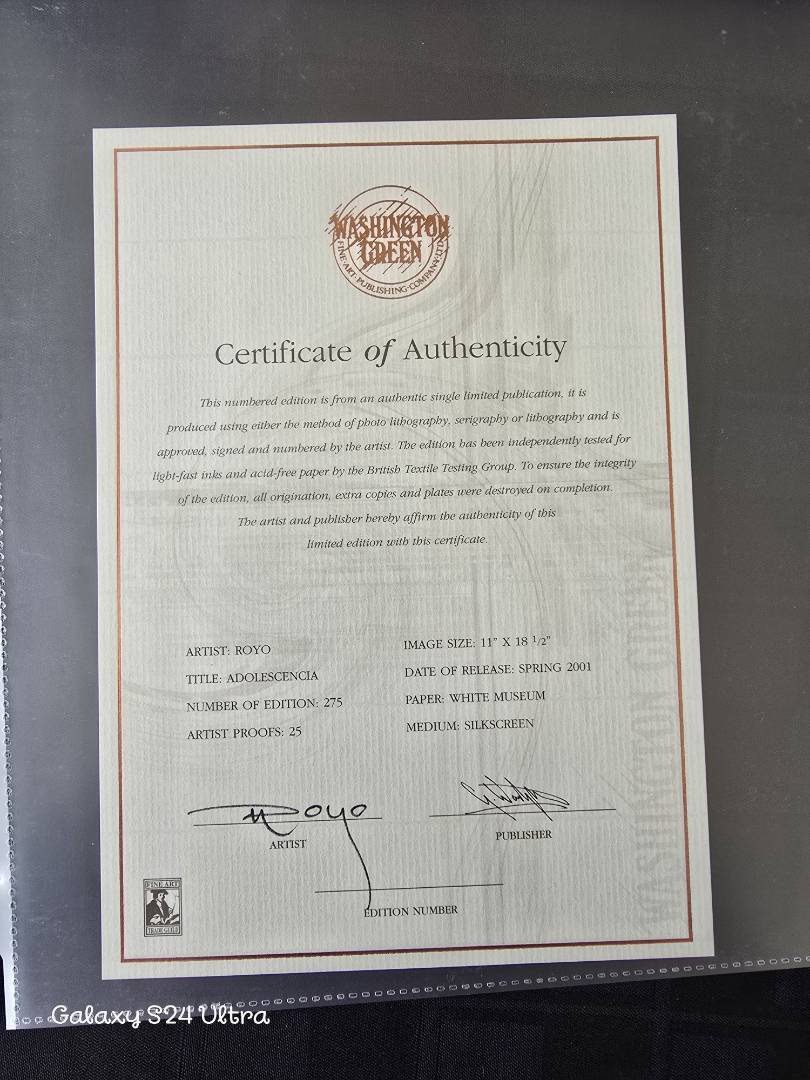 WASHINGTON
GREEN
FINE·ART·PUBLISHING·COMPANY·LTD
Certificate of Authenticity
This numbered edition is from an authentic single limited publication, it is
produced using either the method of photo lithography, serigraphy or lithography and is
approved, signed and numbered by the artist. The edition has been independently tested for
light-fast inks and acid-free paper by the British Textile Testing Group. To ensure the integrity
of the edition, all origination, extra copies and plates were destroyed on completion.
The artist and publisher hereby affirm the authenticity of this
limited edition with this certificate.
ARTIST: ROYO
TITLE: ADOLESCENCIA
NUMBER OF EDITION: 275
ARTIST PROOFS: 25
IMAGE SIZE: 11" X 18 1/2"
DATE OF RELEASE: SPRING 2001
PAPER: WHITE MUSEUM
MEDIUM: SILKSCREEN
ROYO
ARTIST
PUBLISHER
EDITION NUMBER
FINE ART
TRADE GUILD
WASHINGTON GREEN
Galaxy S24 Ultra